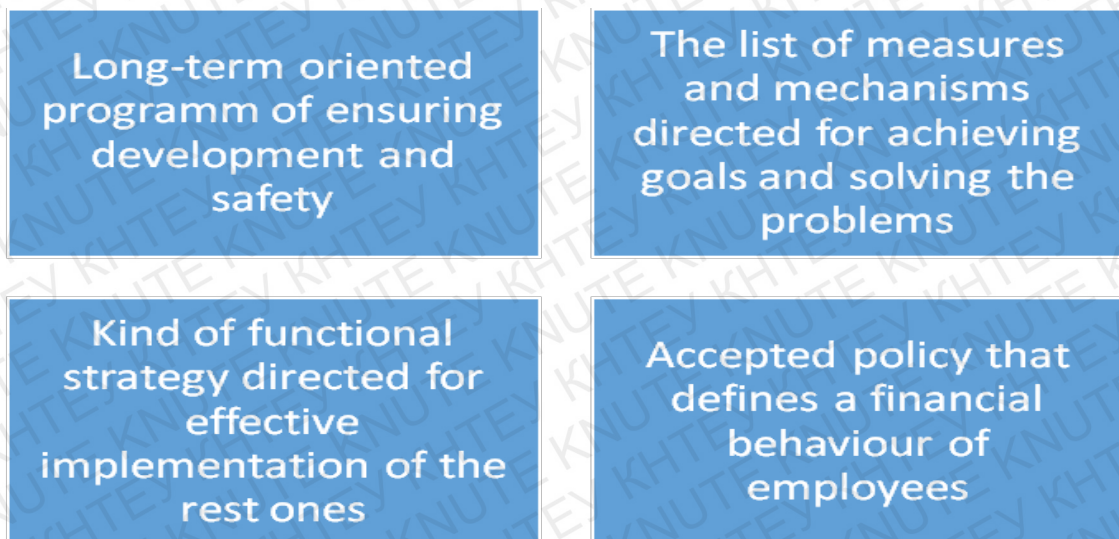 Long-term oriented
programm of ensuring
development and
safety
The list of measures
and mechanisms
directed for achieving
goals and solving the
problems
Kind of functional
strategy directed for
effective
implementation of the
rest ones
Accepted policy that
defines a financial
behaviour of
employees